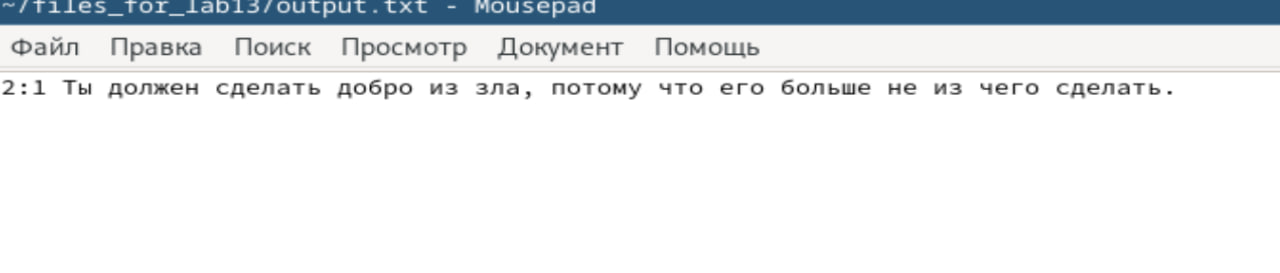 ~/files_for_lab13/output.txt - Mousepad
Файл Правка Поиск Просмотр Документ Помощь
2:1 Ты должен сделать добро из зла, потому что его больше не из чего сделать.